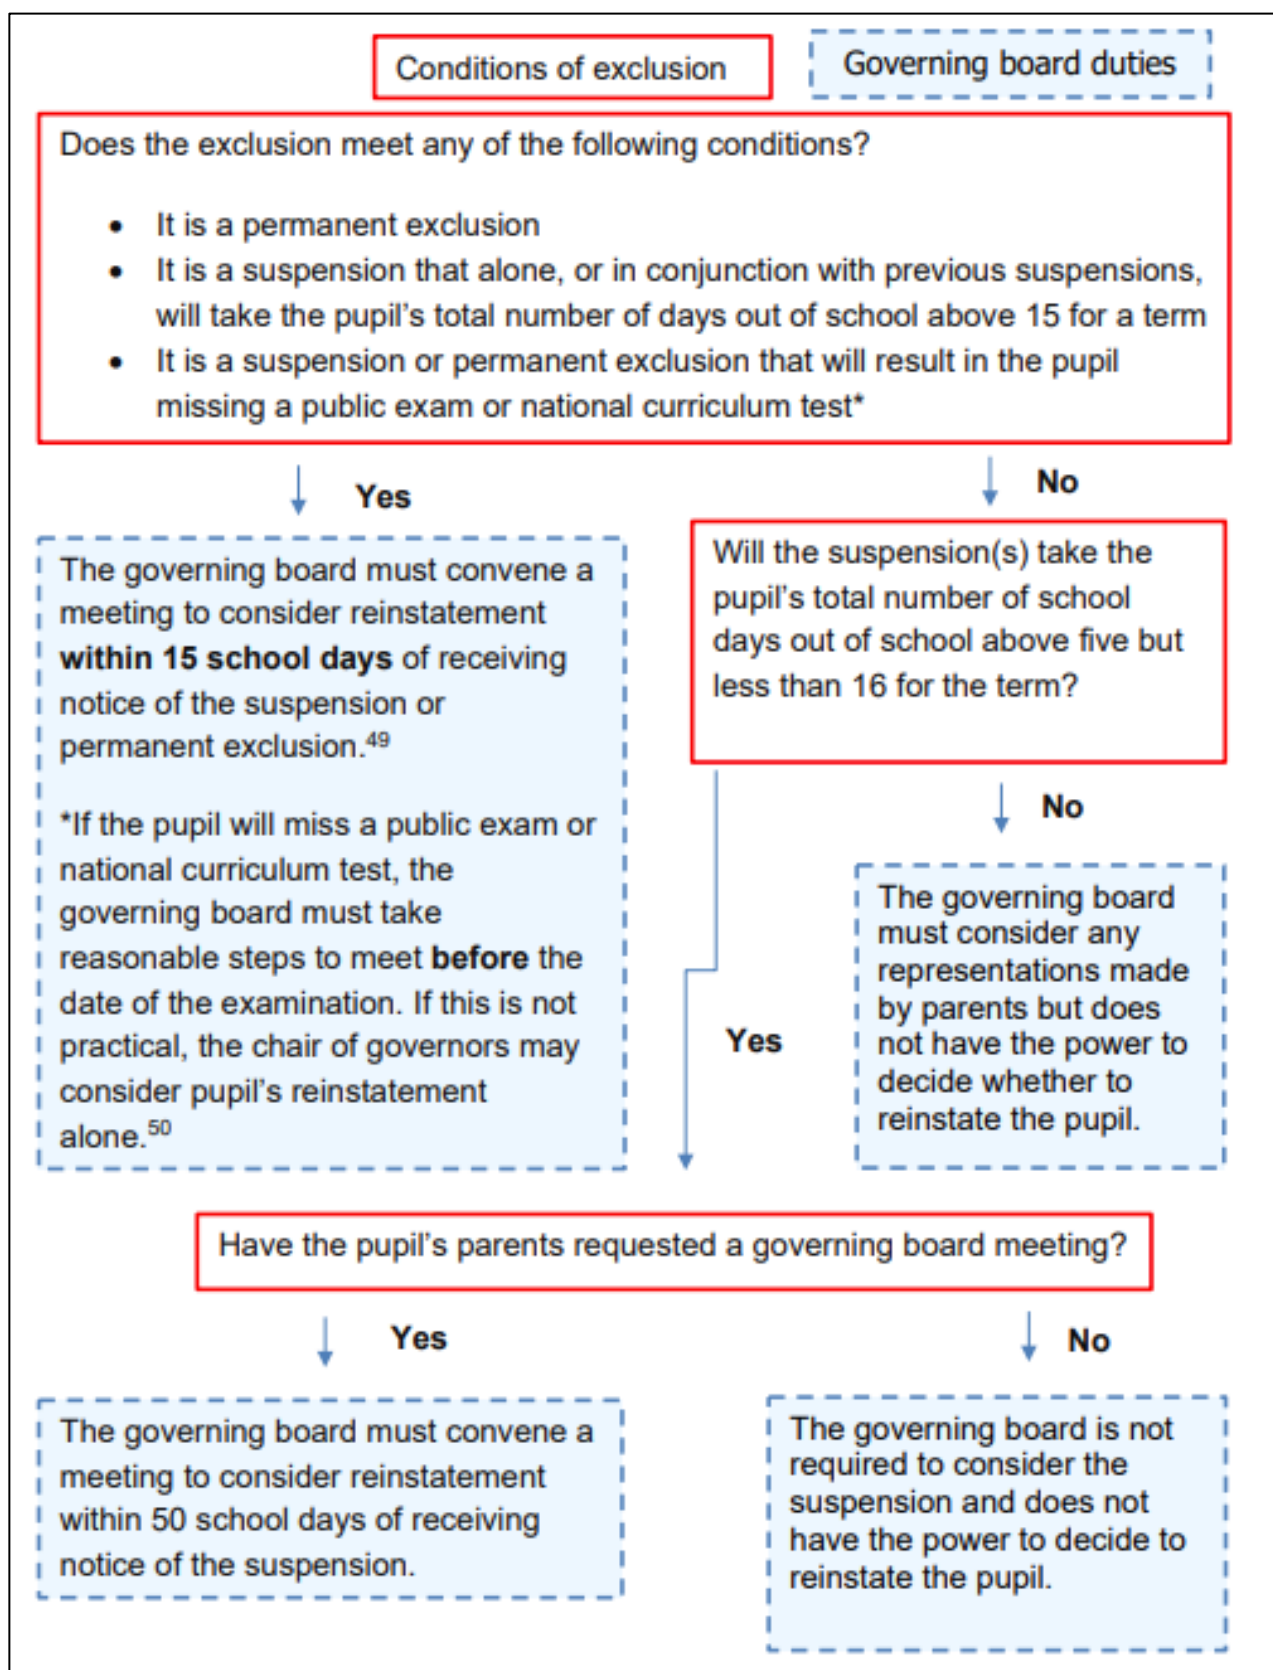 Conditions of exclusion
Governing board duties
Does the exclusion meet any of the following conditions?
• It is a permanent exclusion
• It is a suspension that alone, or in conjunction with previous suspensions,
will take the pupil's total number of days out of school above 15 for a term
• It is a suspension or permanent exclusion that will result in the pupil
missing a public exam or national curriculum test*
Yes
No
The governing board must convene a
meeting to consider reinstatement
within 15 school days of receiving
notice of the suspension or
permanent exclusion.49
*If the pupil will miss a public exam or
national curriculum test, the
governing board must take
reasonable steps to meet before the
date of the examination. If this is not
practical, the chair of governors may
consider pupil's reinstatement
alone.50
Will the suspension(s) take the
pupil's total number of school
days out of school above five but
less than 16 for the term?
No
The governing board
must consider any
representations made
by parents but does
not have the power to
decide whether to
reinstate the pupil.
Yes
Have the pupil's parents requested a governing board meeting?
Yes
No
The governing board must convene a
meeting to consider reinstatement
within 50 school days of receiving
notice of the suspension.
The governing board is not
required to consider the
suspension and does not
have the power to decide to
reinstate the pupil.